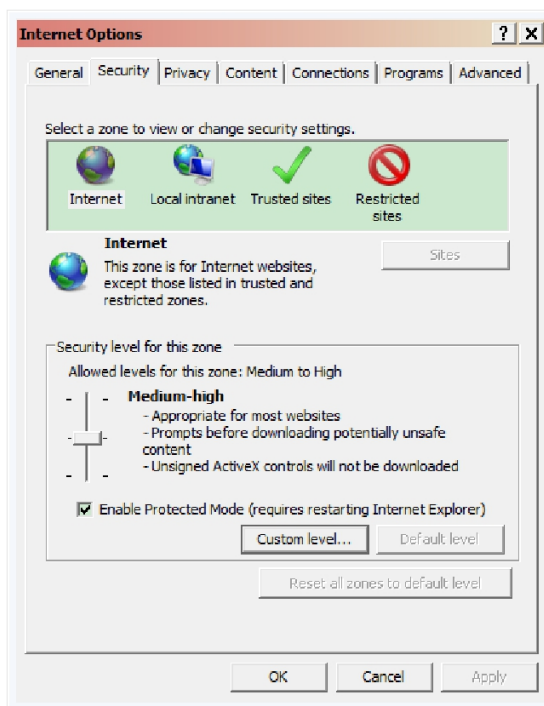 Internet Options
? X
General Security Privacy Content Connections Programs Advanced
Select a zone to view or change security settings.
Internet Local intranet Trusted sites Restricted
sites
Internet
Sites
This zone is for Internet websites,
except those listed in trusted and
restricted zones.
Security level for this zone
Allowed levels for this zone: Medium to High
Medium-high
- Appropriate for most websites
- Prompts before downloading potentially unsafe
content
- Unsigned ActiveX controls will not be downloaded
Enable Protected Mode (requires restarting Internet Explorer)
Custom level... Default level
Reset all zones to default level
OK Cancel Apply